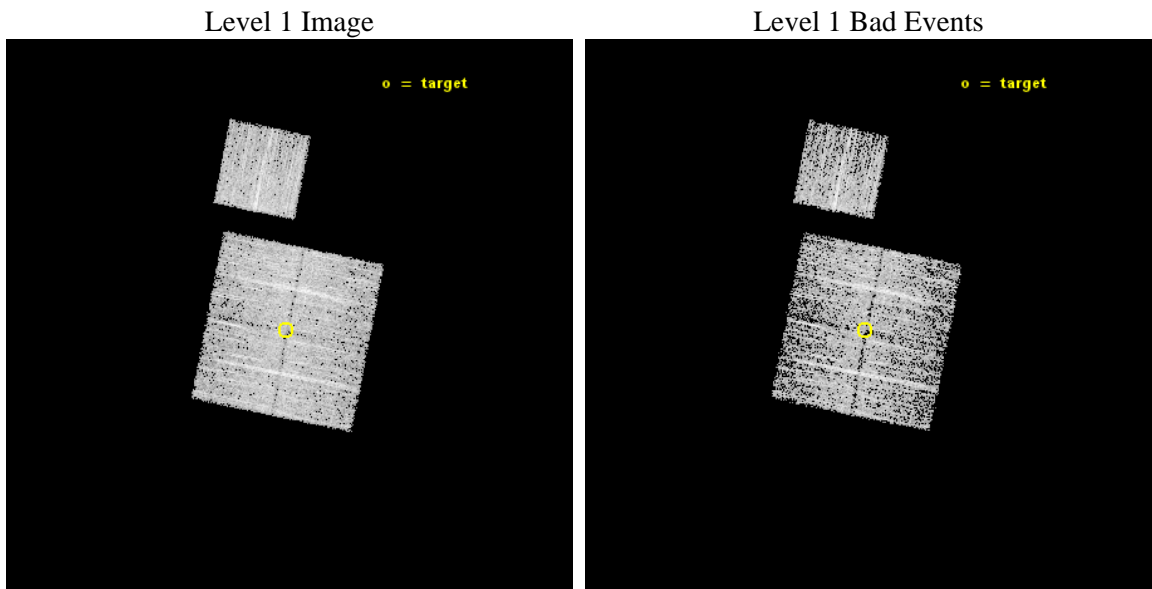 Level 1 Image
Level 1 Bad Events
o = target
o = target